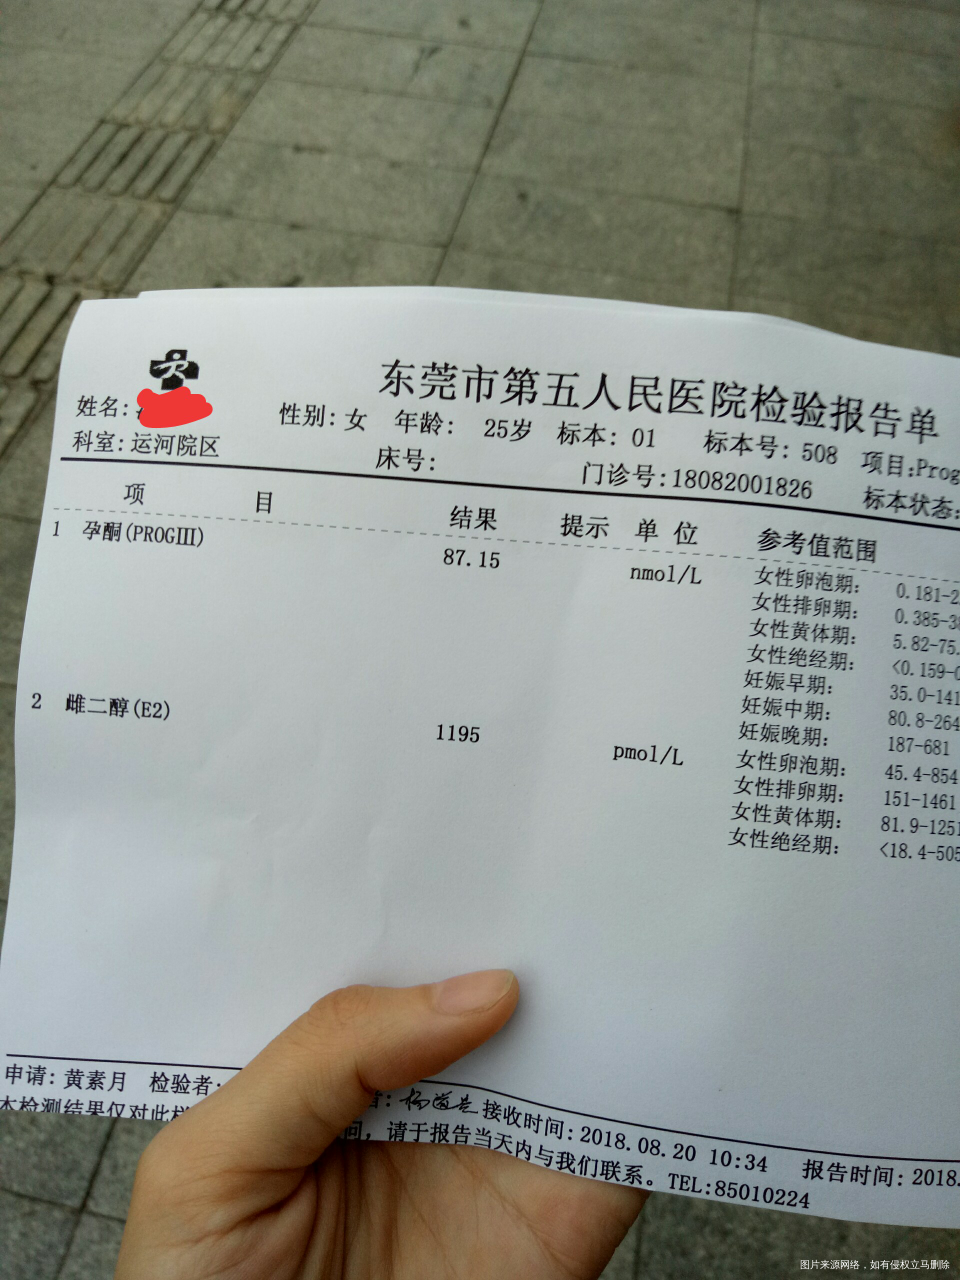 东莞市第五人民医院检验报告单
姓名: 性别: 女 年龄: 25岁 标本: 01 标本号: 508 项目:Prog
科室: 运河院区 床号: 门诊号:18082001826 标本状态:
项 目 结果 提示 单 位 参考值范围
1 孕酮(PROGⅢ) 87.15 nmol/L 女性卵泡期: 0.181-2
女性排卵期: 0.385-38
女性黄体期: 5.82-75.
女性绝经期: <0.159-0
妊娠早期: 35.0-141
妊娠中期: 80.8-264
妊娠晚期: 187-681
2 雌二醇(E2) 1195 pmol/L 女性卵泡期: 45.4-854
女性排卵期: 151-1461
女性黄体期: 81.9-1251
女性绝经期: <18.4-505
申请: 黄素月 检验者: 接收时间: 2018.08.20 10:34 报告时间: 2018.
本检测结果仅对此样 问, 请于报告当天内与我们联系。TEL:85010224
图片来源网络，如有侵权立马删除